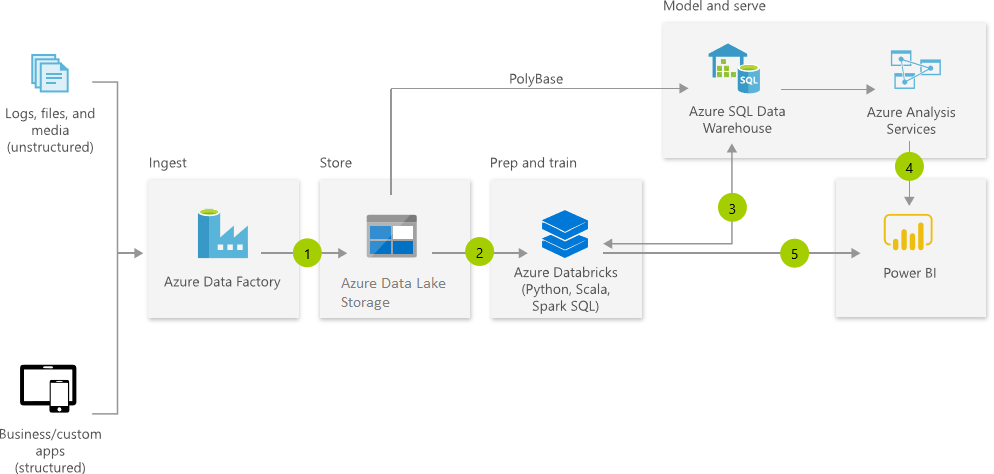 Model and serve
PolyBase
SQL
Azure SQL Data
Warehouse
Azure Analysis
Services
Logs, files, and
media
(unstructured)
Ingest
Store
Prep and train
4
3
1
2
5
Azure Data Factory
Azure Data Lake
Storage
Azure Databricks
(Python, Scala,
Spark SQL)
Power BI
Business/custom
apps
(structured)